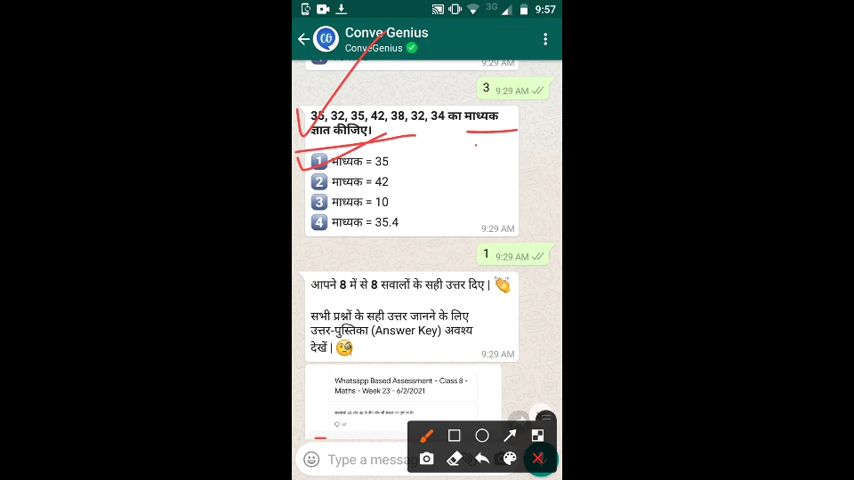 3G 9:57
Conve Genius
ConveGenius
9:29 AM
3 9:29 AM
35, 32, 35, 42, 38, 32, 34 का माध्यक
ज्ञात कीजिए।
1 माध्यक = 35
2 माध्यक = 42
3 माध्यक = 10
4 माध्यक = 35.4
9:29 AM
1 9:29 AM
आपने 8 में से 8 सवालों के सही उत्तर दिए |
सभी प्रश्नों के सही उत्तर जानने के लिए
उत्तर-पुस्तिका (Answer Key) अवश्य
देखें |
9:29 AM
Whatsapp Based Assessment - Class 8 -
Maths - Week 23 - 6/2/2021
Type a messag